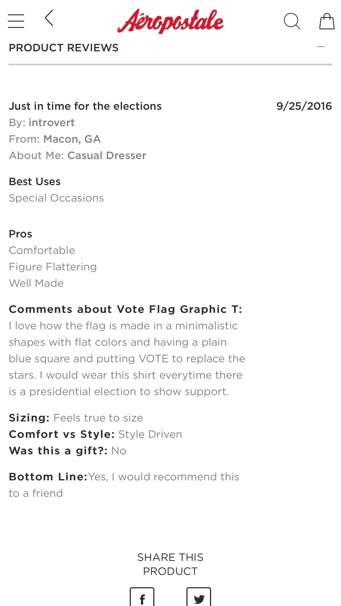 Aéropostale
PRODUCT REVIEWS
Just in time for the elections 9/25/2016
By: introvert
From: Macon, GA
About Me: Casual Dresser
Best Uses
Special Occasions
Pros
Comfortable
Figure Flattering
Well Made
Comments about Vote Flag Graphic T:
I love how the flag is made in a minimalistic
shapes with flat colors and having a plain
blue square and putting VOTE to replace the
stars. I would wear this shirt everytime there
is a presidential election to show support.
Sizing: Feels true to size
Comfort vs Style: Style Driven
Was this a gift?: No
Bottom Line:Yes, I would recommend this
to a friend
SHARE THIS
PRODUCT